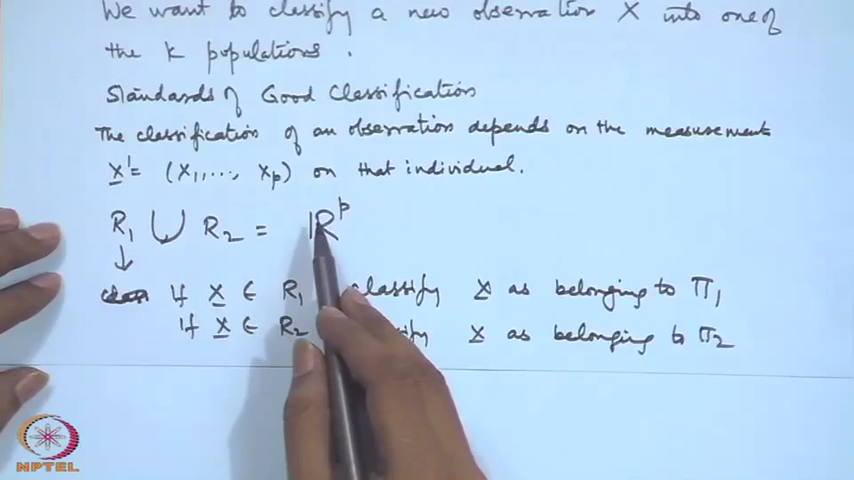 We want to classify a new observation X into one of
the K populations.
Standards of Good Classification
The classification of an observation depends on the measurements
X' = (X1, ..., Xp) on that individual.
R1 ∪ R2 = ℝ^p
↓
If X ∈ R1 classify X as belonging to Π1
If X ∈ R2 X as belonging to Π2
NPTEL